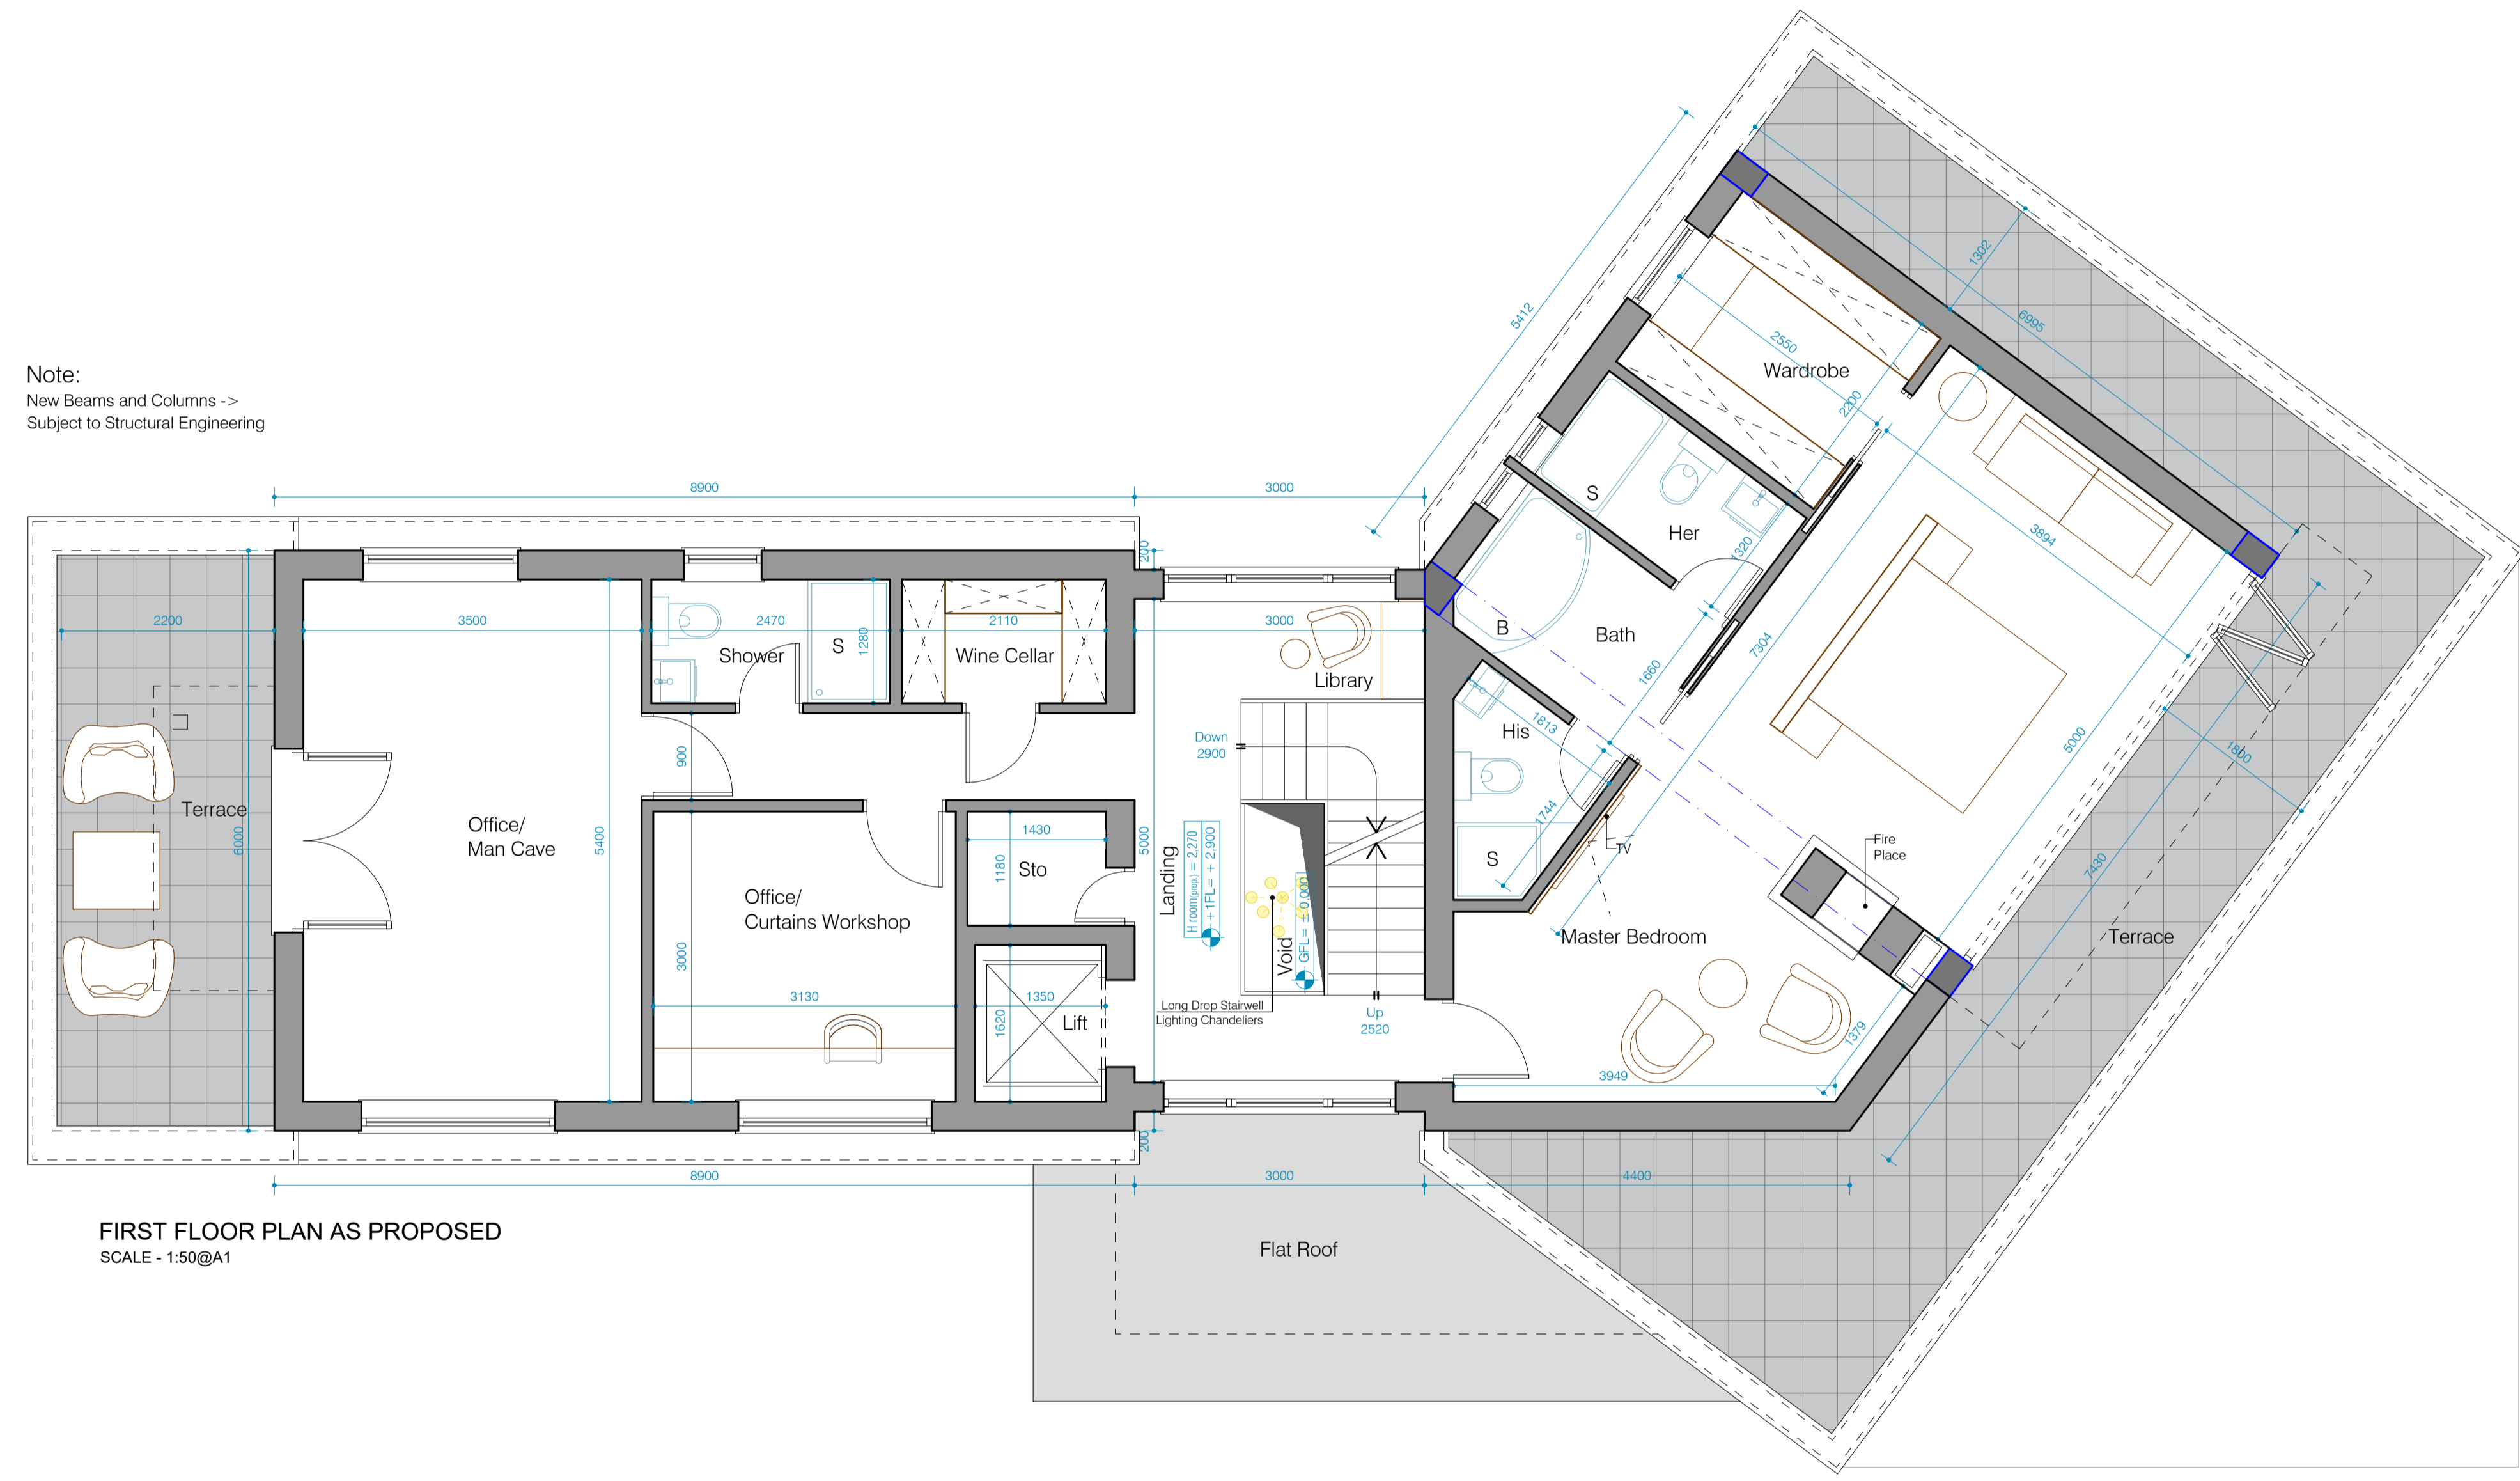 Note:
New Beams and Columns ->
Subject to Structural Engineering
8900
3000
5412
1302
6995
2550
Wardrobe
2200
3894
S
Her
1320
B
Bath
1660
7304
5000
1800
7430
Terrace
2200
Terrace
6000
3500
Office/
Man Cave
5400
2470
Shower
S
1280
2110
Wine Cellar
200
3000
Library
900
Office/
Curtains Workshop
3000
3130
1430
1180
Sto
1350
1620
Lift
5000
Landing
H room(prop.) = 2,270
+1FL= + 2,900
Down
2900
Void
GFL= ± 0,000
Long Drop Stairwell
Lighting Chandeliers
Up
2520
His
1813
1744
S
TV
Master Bedroom
Fire
Place
1379
3949
200
8900
3000
4400
Flat Roof
FIRST FLOOR PLAN AS PROPOSED
SCALE - 1:50@A1